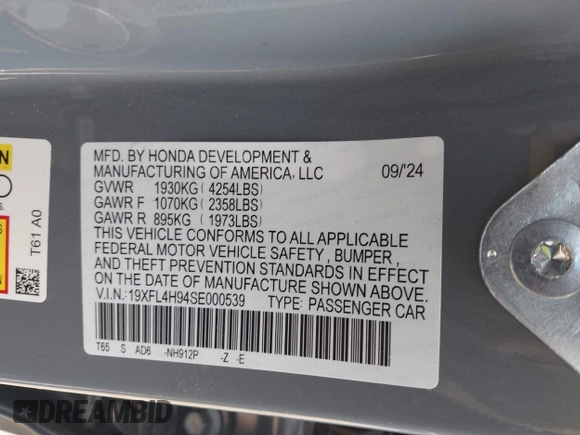 N
T61 A0
MFD. BY HONDA DEVELOPMENT &
MANUFACTURING OF AMERICA, LLC 09/'24
GVWR 1930KG ( 4254LBS)
GAWR F 1070KG ( 2358LBS)
GAWR R 895KG ( 1973LBS)
THIS VEHICLE CONFORMS TO ALL APPLICABLE
FEDERAL MOTOR VEHICLE SAFETY , BUMPER ,
AND THEFT PREVENTION STANDARDS IN EFFECT
ON THE DATE OF MANUFACTURE SHOWN ABOVE.
V.I.N.: 19XFL4H94SE000539 TYPE: PASSENGER CAR
T65 S AD6 -NH912P -Z -E
DREAMBID